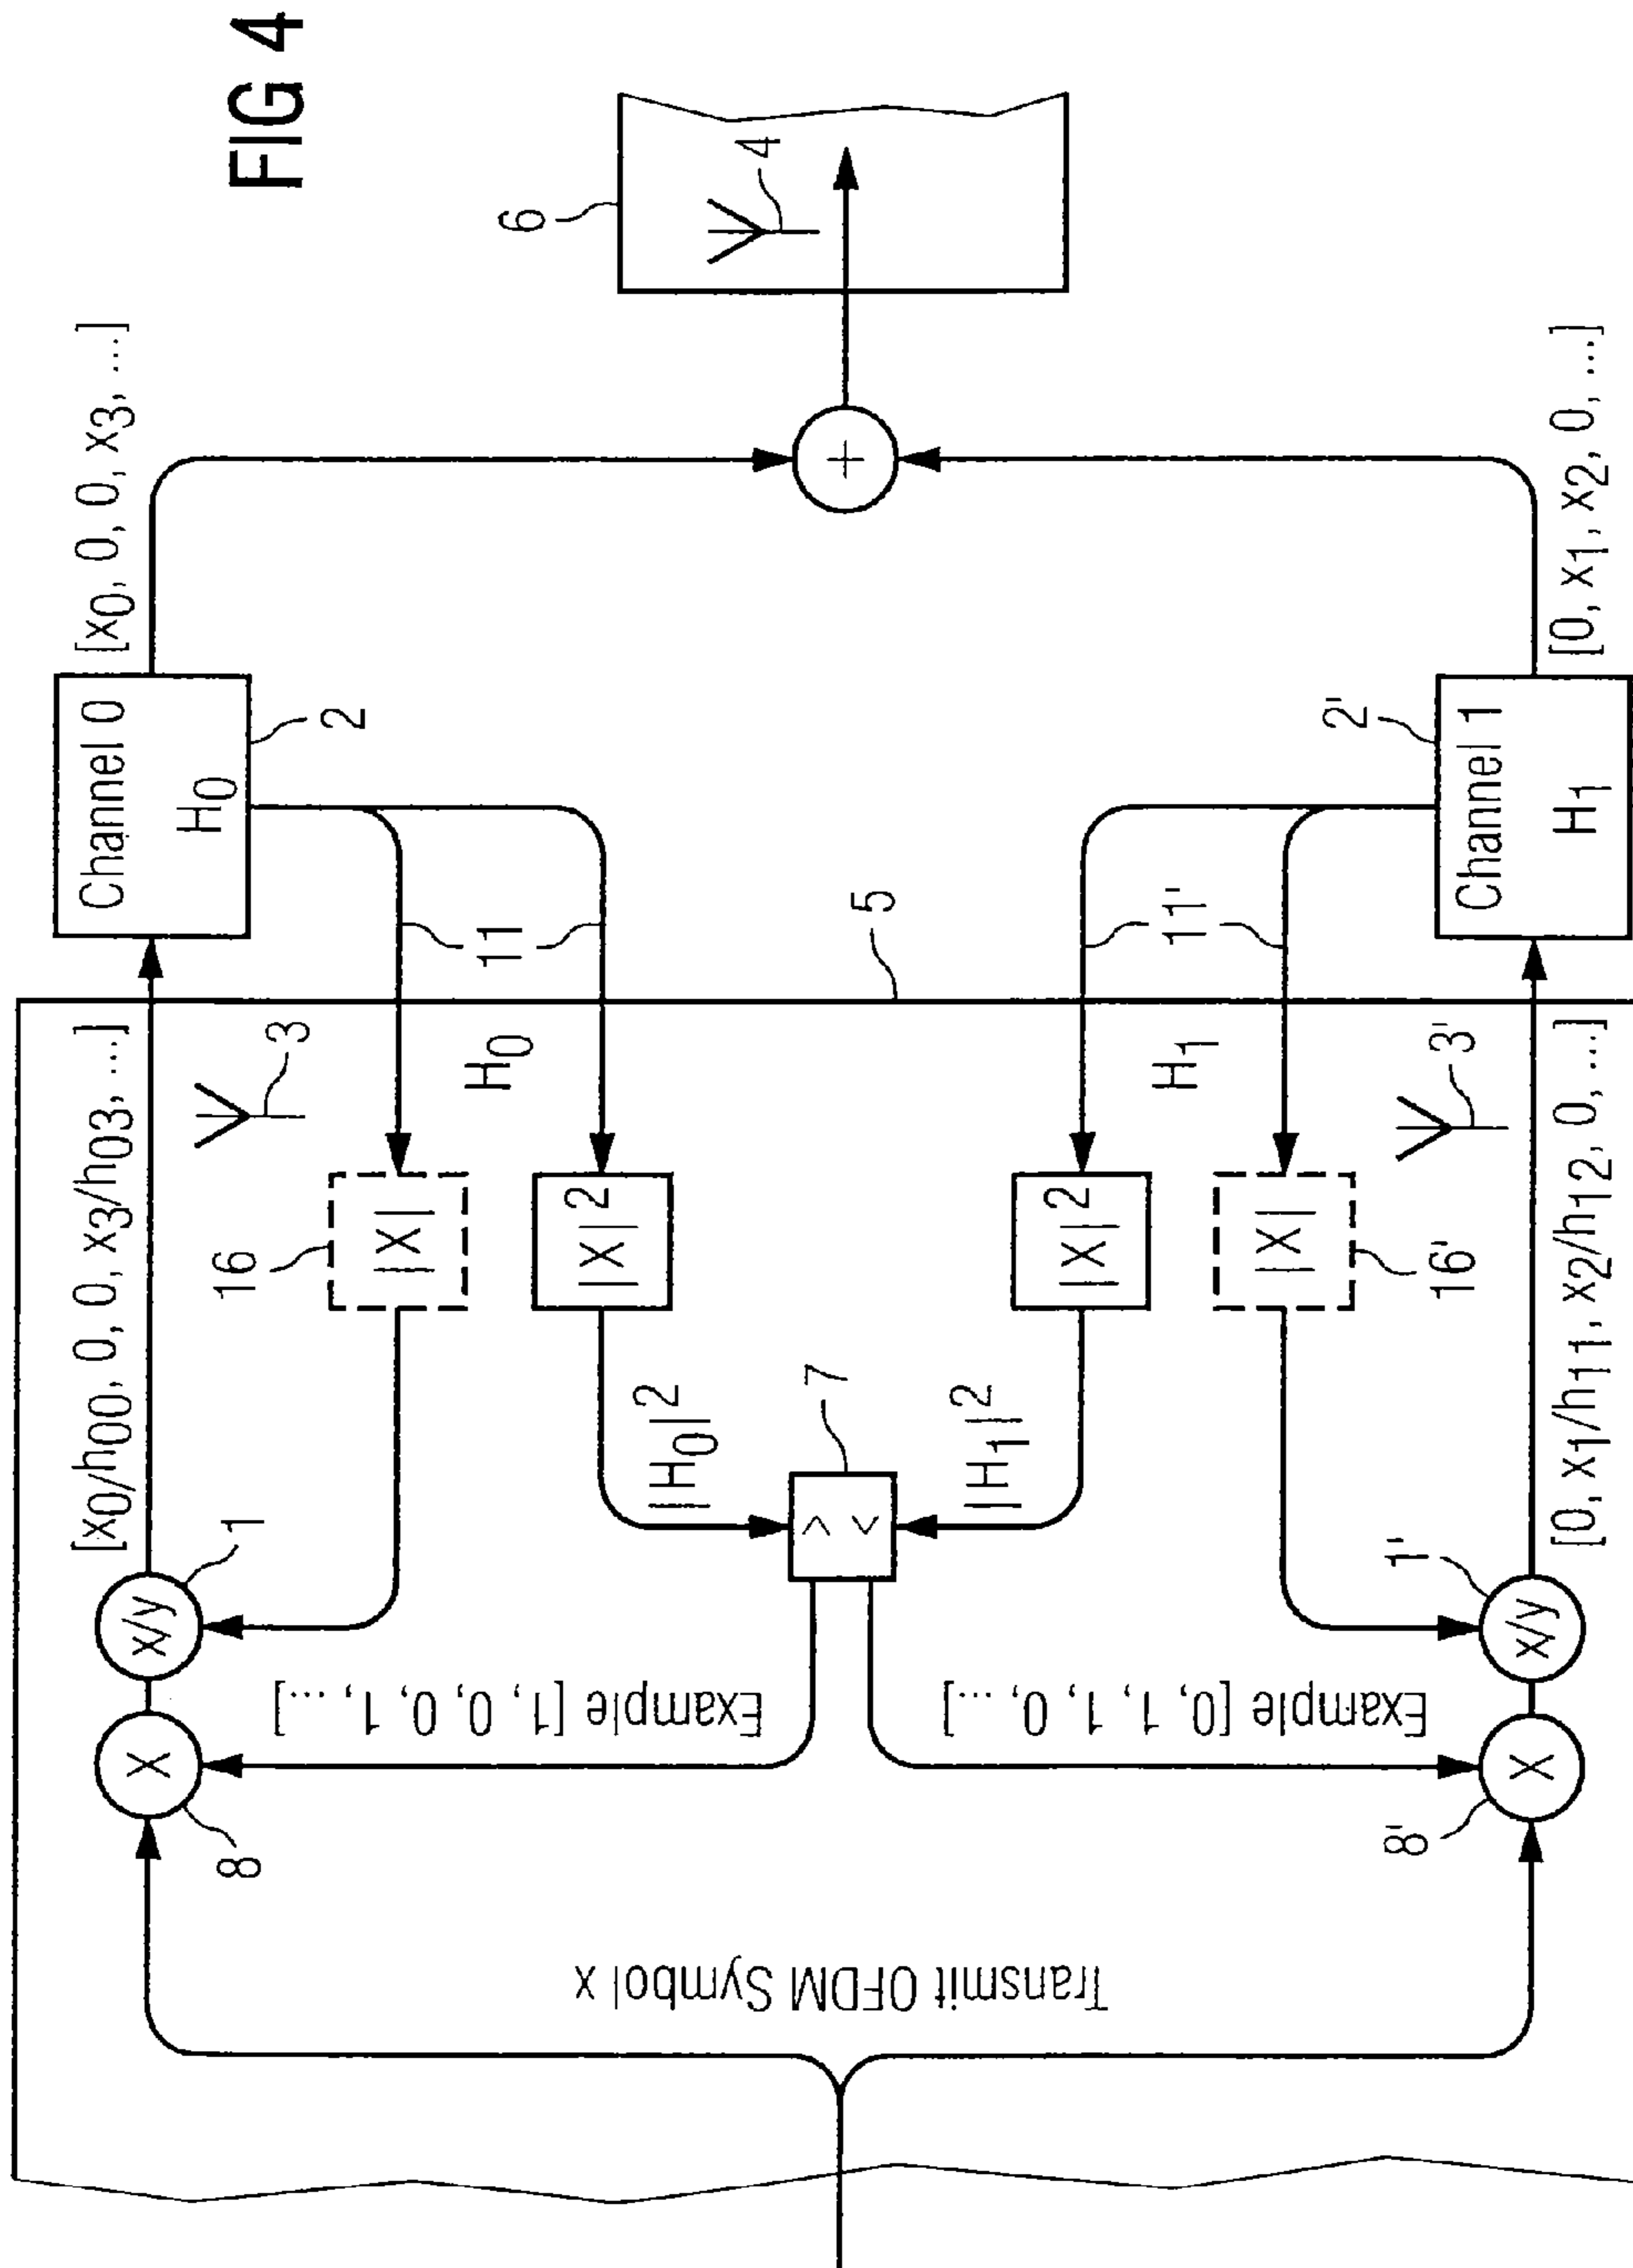 FIG 4
[x0/h00, 0, 0, x3/h03, ...]
Channel 0
H0
2
[x0, 0, 0, x3, ...]
8
x
1
x/y
3
16
|x|
11
H0
|x|²
|H0|²
Example [1, 0, 0, 1, ...]
Transmit OFDM Symbol x
7
>
<
5
+
6
4
Example [0, 1, 1, 0, ...]
|H1|²
|x|²
H1
11'
|x|
16'
3'
8'
x
1'
x/y
[0, x1/h11, x2/h12, 0, ...]
2'
Channel 1
H1
[0, x1, x2, 0, ...]